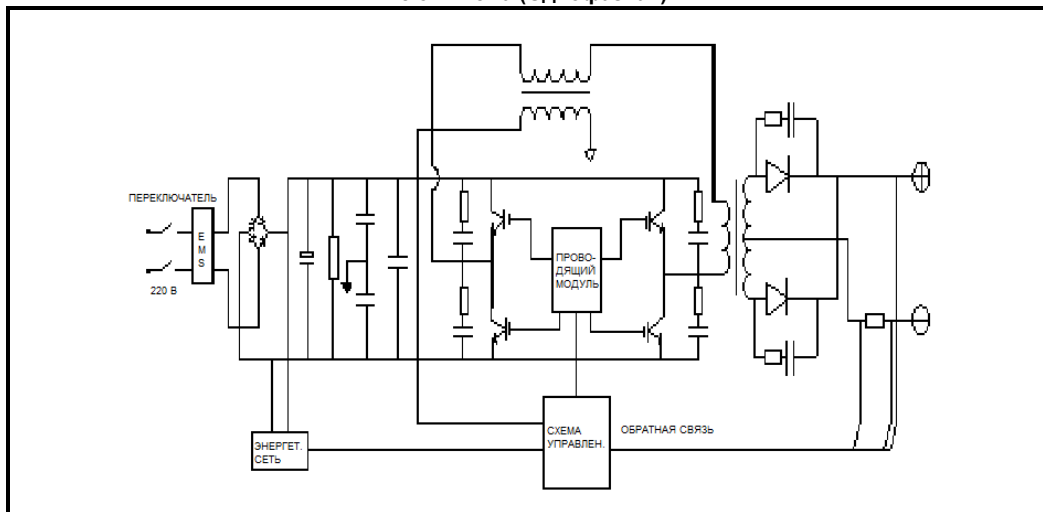 ПЕРЕКЛЮЧАТЕЛЬ
E
M
S
220 В
ПРОВО-
ДЯЩИЙ
МОДУЛЬ
СХЕМА
УПРАВЛЕН.
ОБРАТНАЯ СВЯЗЬ
ЭНЕРГЕТ.
СЕТЬ